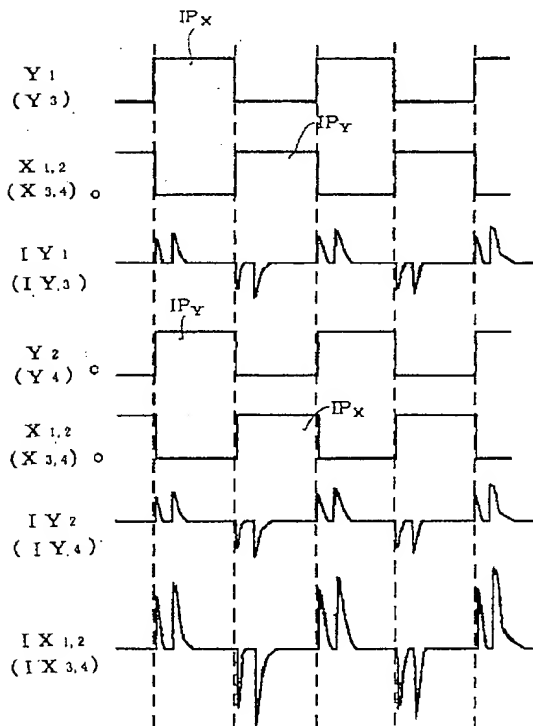 IPX
Y 1
(Y 3)
IPY
X 1,2
(X 3,4)
I Y 1
(I Y,3)
IPY
Y 2
(Y 4)
IPX
X 1,2
(X 3,4)
I Y 2
(I Y,4)
I X 1,2
(I X 3,4)